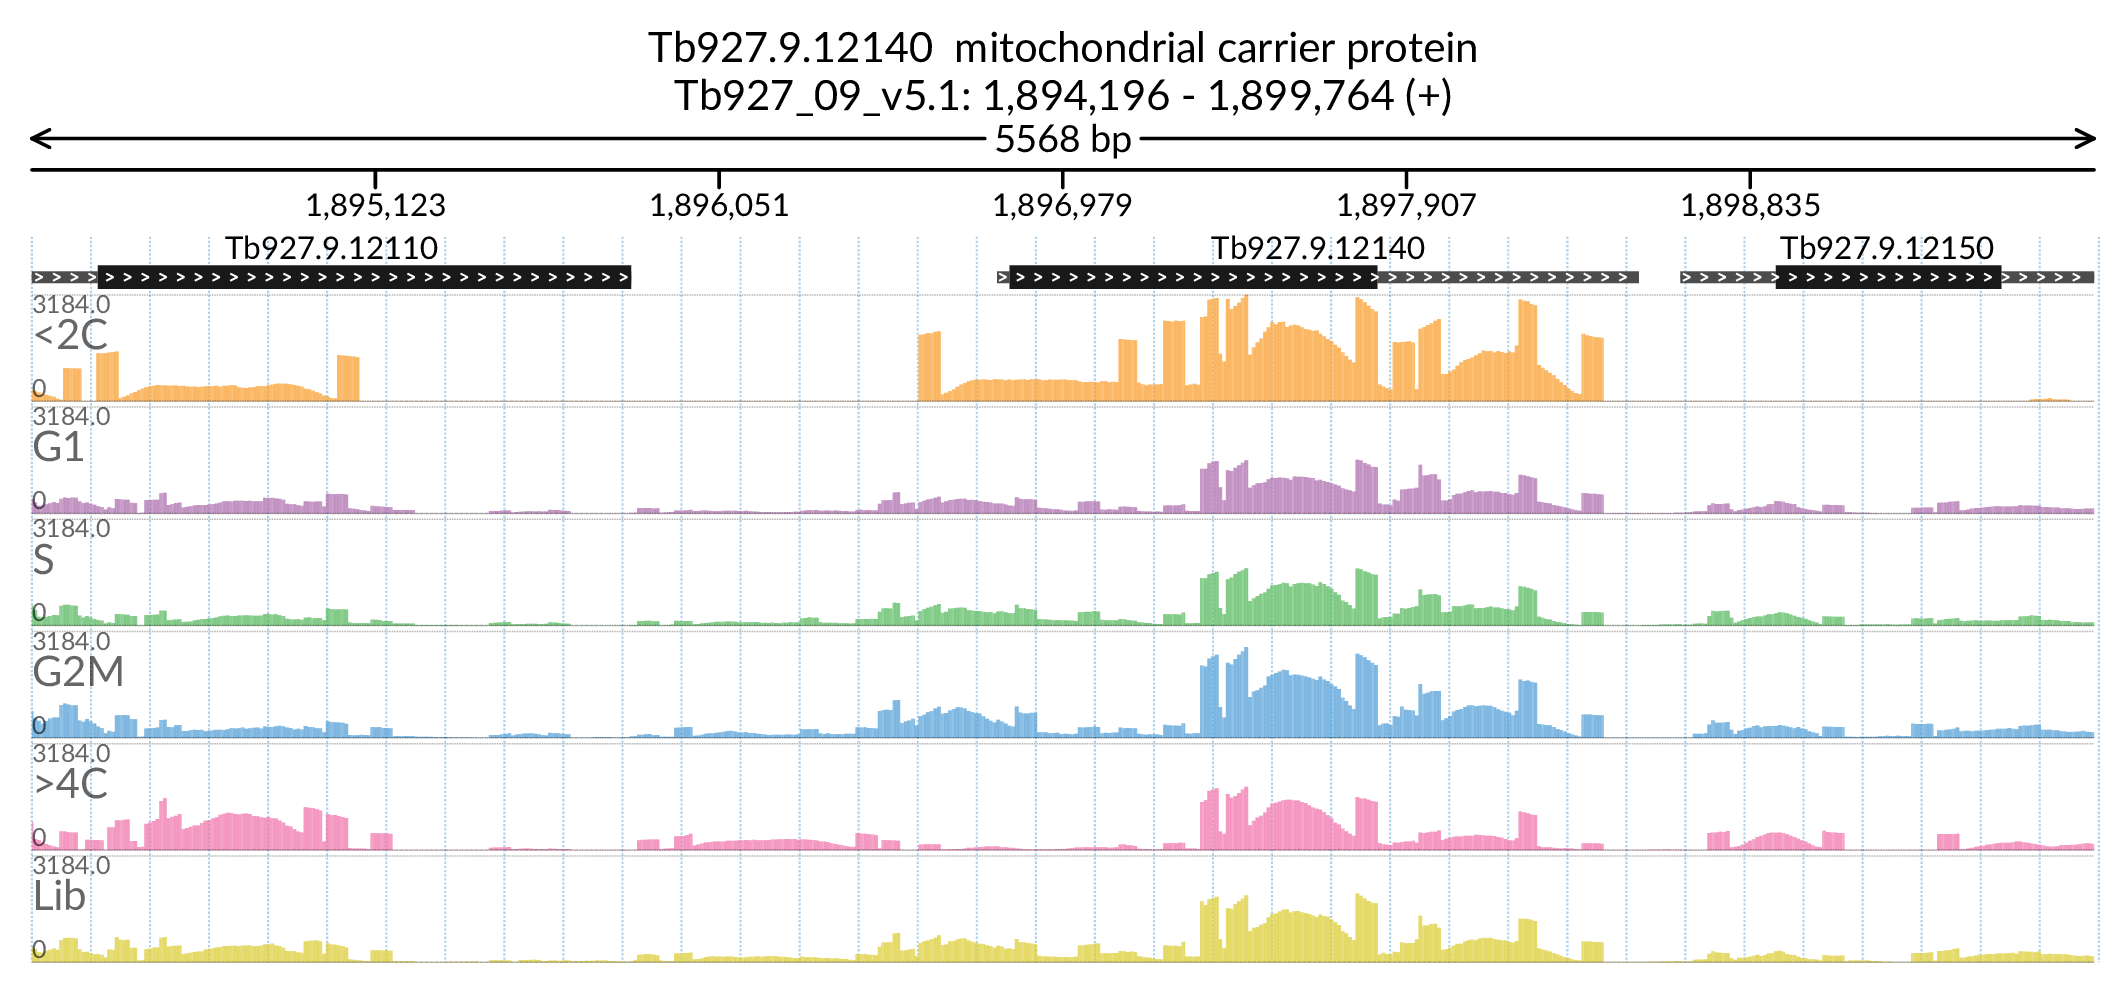 Tb927.9.12140  mitochondrial carrier protein
Tb927_09_v5.1: 1,894,196 - 1,899,764 (+)
5568 bp
1,895,123 1,896,051 1,896,979 1,897,907 1,898,835
Tb927.9.12110 Tb927.9.12140 Tb927.9.12150
3184.0
<2C
0
3184.0
G1
0
3184.0
S
0
3184.0
G2M
0
3184.0
>4C
0
3184.0
Lib
0